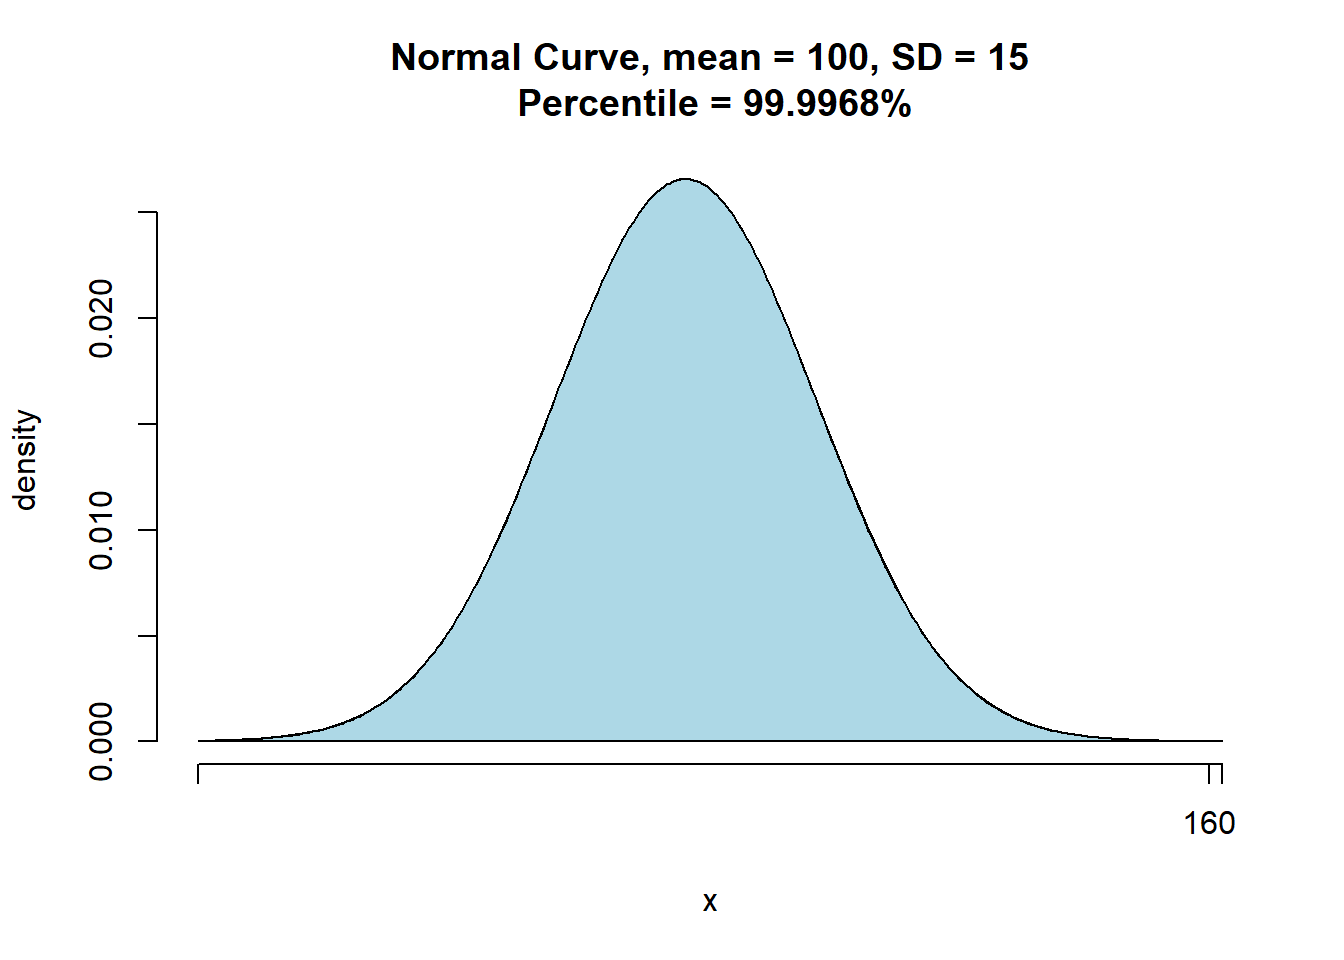 Normal Curve, mean = 100, SD = 15
Percentile = 99.9968%
density
0.020
0.010
0.000
160
x